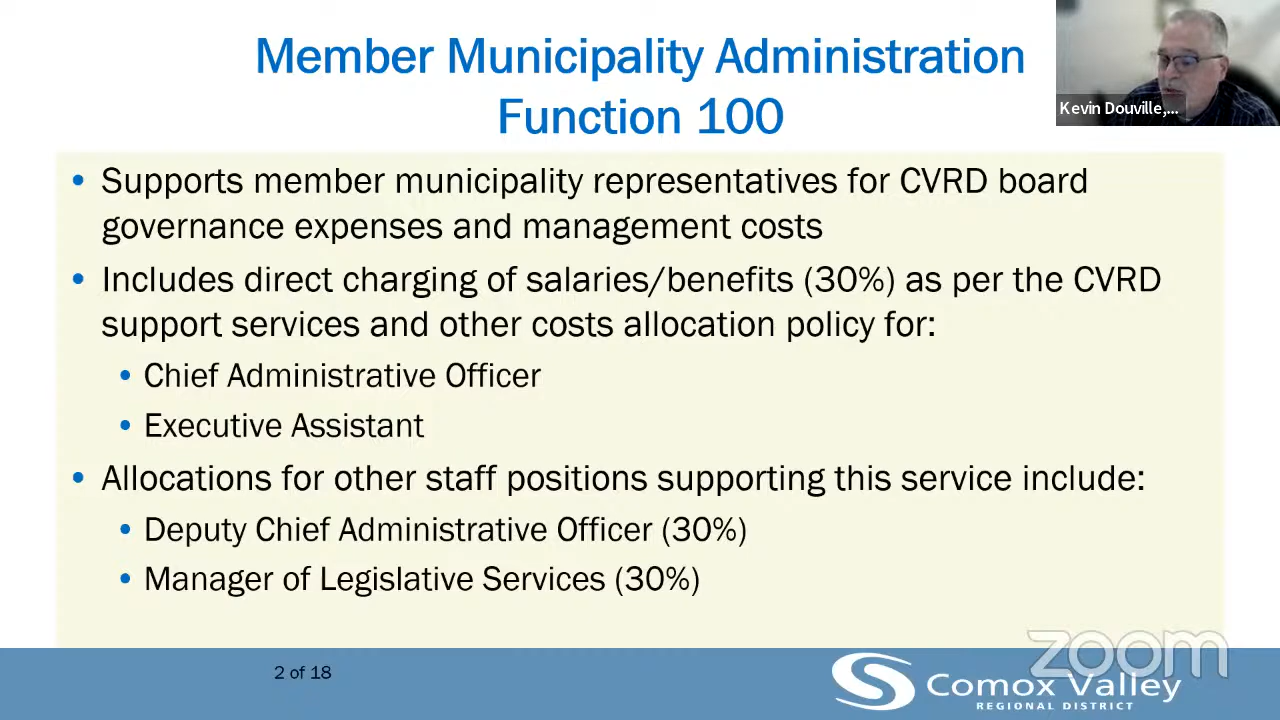 Member Municipality Administration
Function 100
Kevin Douville,...
• Supports member municipality representatives for CVRD board
governance expenses and management costs
• Includes direct charging of salaries/benefits (30%) as per the CVRD
support services and other costs allocation policy for:
• Chief Administrative Officer
• Executive Assistant
• Allocations for other staff positions supporting this service include:
• Deputy Chief Administrative Officer (30%)
• Manager of Legislative Services (30%)
zoom
2 of 18
Comox Valley
REGIONAL DISTRICT